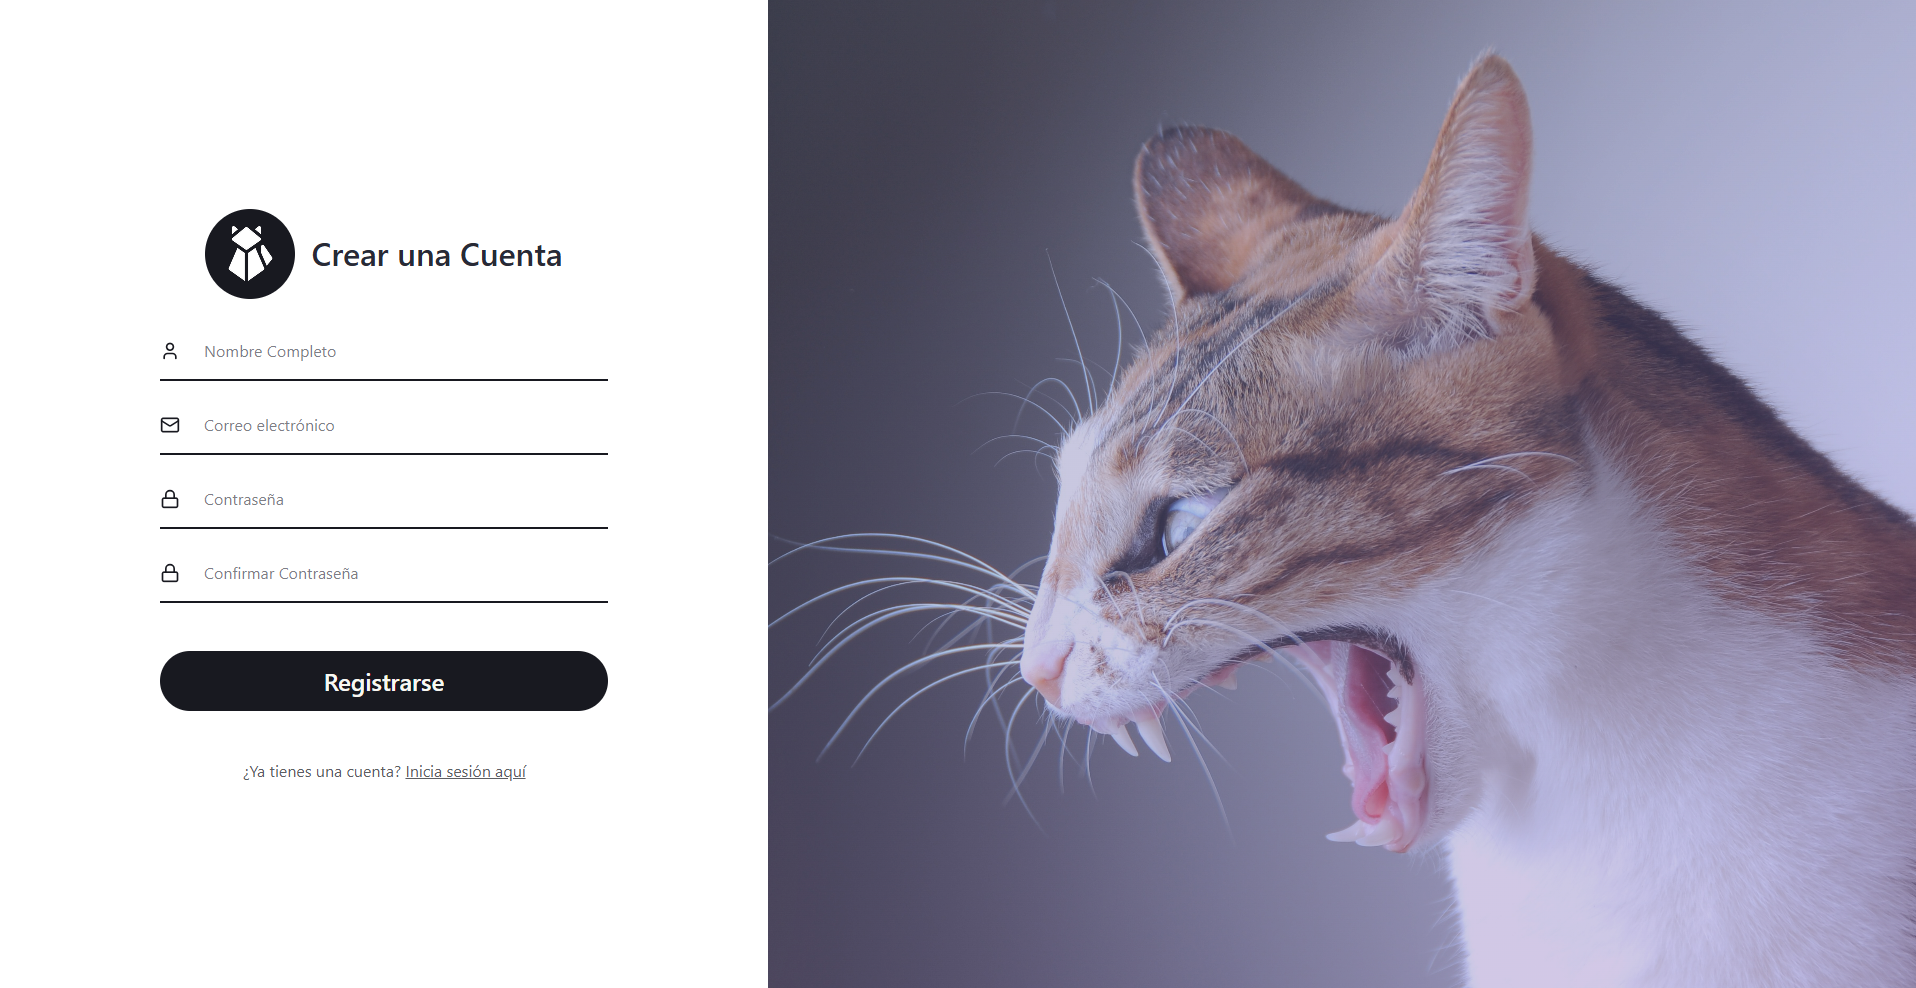 Crear una Cuenta
Nombre Completo
Correo electrónico
Contraseña
Confirmar Contraseña
Registrarse
¿Ya tienes una cuenta? Inicia sesión aquí